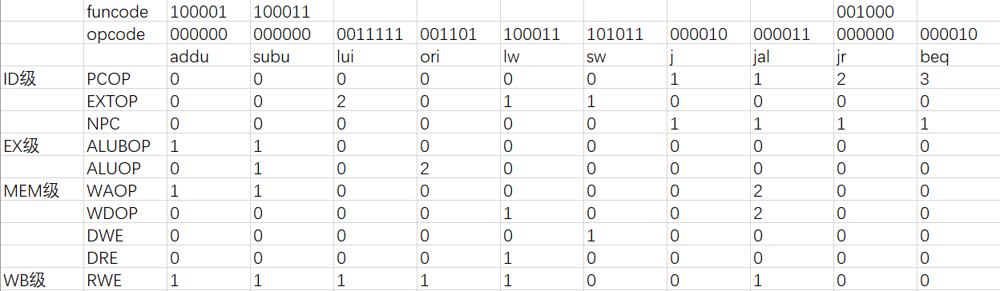 funcode 100001 100011 001000
opcode 000000 000000 0011111 001101 100011 101011 000010 000011 000000 000010
addu subu lui ori lw sw j jal jr beq
ID级 PCOP 0 0 0 0 0 0 1 1 2 3
EXTOP 0 0 2 0 1 1 0 0 0 0
NPC 0 0 0 0 0 0 1 1 1 1
EX级 ALUBOP 1 1 0 0 0 0 0 0 0 0
ALUOP 0 1 0 2 0 0 0 0 0 0
MEM级 WAOP 1 1 0 0 0 0 0 2 0 0
WDOP 0 0 0 0 1 0 0 2 0 0
DWE 0 0 0 0 0 1 0 0 0 0
DRE 0 0 0 0 1 0 0 0 0 0
WB级 RWE 1 1 1 1 1 0 0 1 0 0